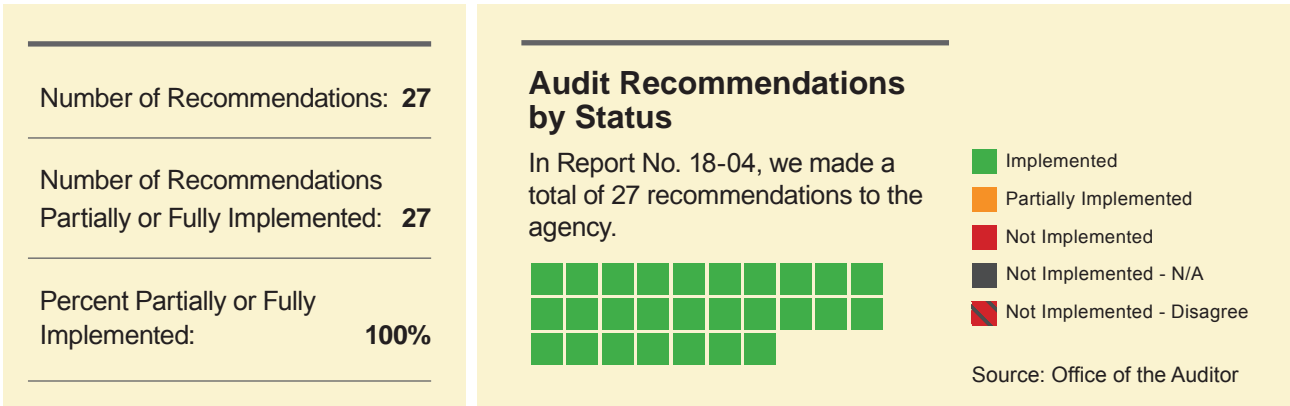 Number of Recommendations: 27
Number of Recommendations
Partially or Fully Implemented: 27
Percent Partially or Fully
Implemented: 100%
Audit Recommendations
by Status
In Report No. 18-04, we made a
total of 27 recommendations to the
agency.
Implemented
Partially Implemented
Not Implemented
Not Implemented - N/A
Not Implemented - Disagree
Source: Office of the Auditor